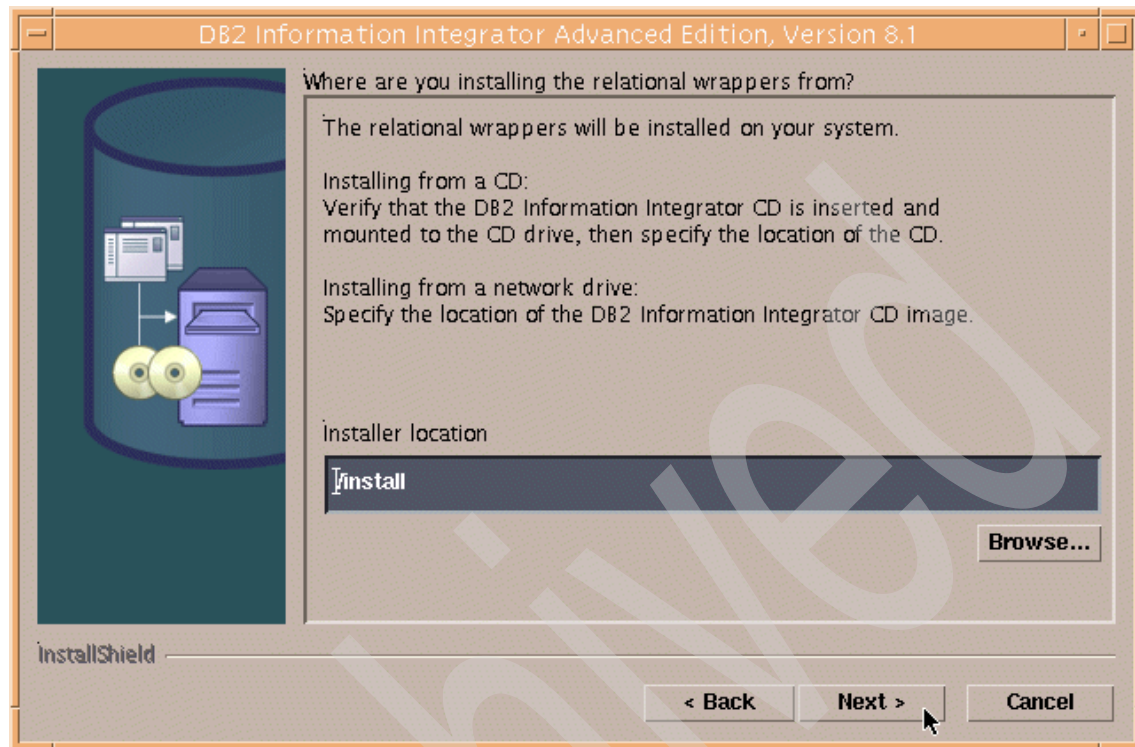 DB2 Information Integrator Advanced Edition, Version 8.1
Where are you installing the relational wrappers from?
The relational wrappers will be installed on your system.
Installing from a CD:
Verify that the DB2 Information Integrator CD is inserted and
mounted to the CD drive, then specify the location of the CD.
Installing from a network drive:
Specify the location of the DB2 Information Integrator CD image.
Installer location
/install
Browse...
InstallShield
< Back
Next >
Cancel
hived